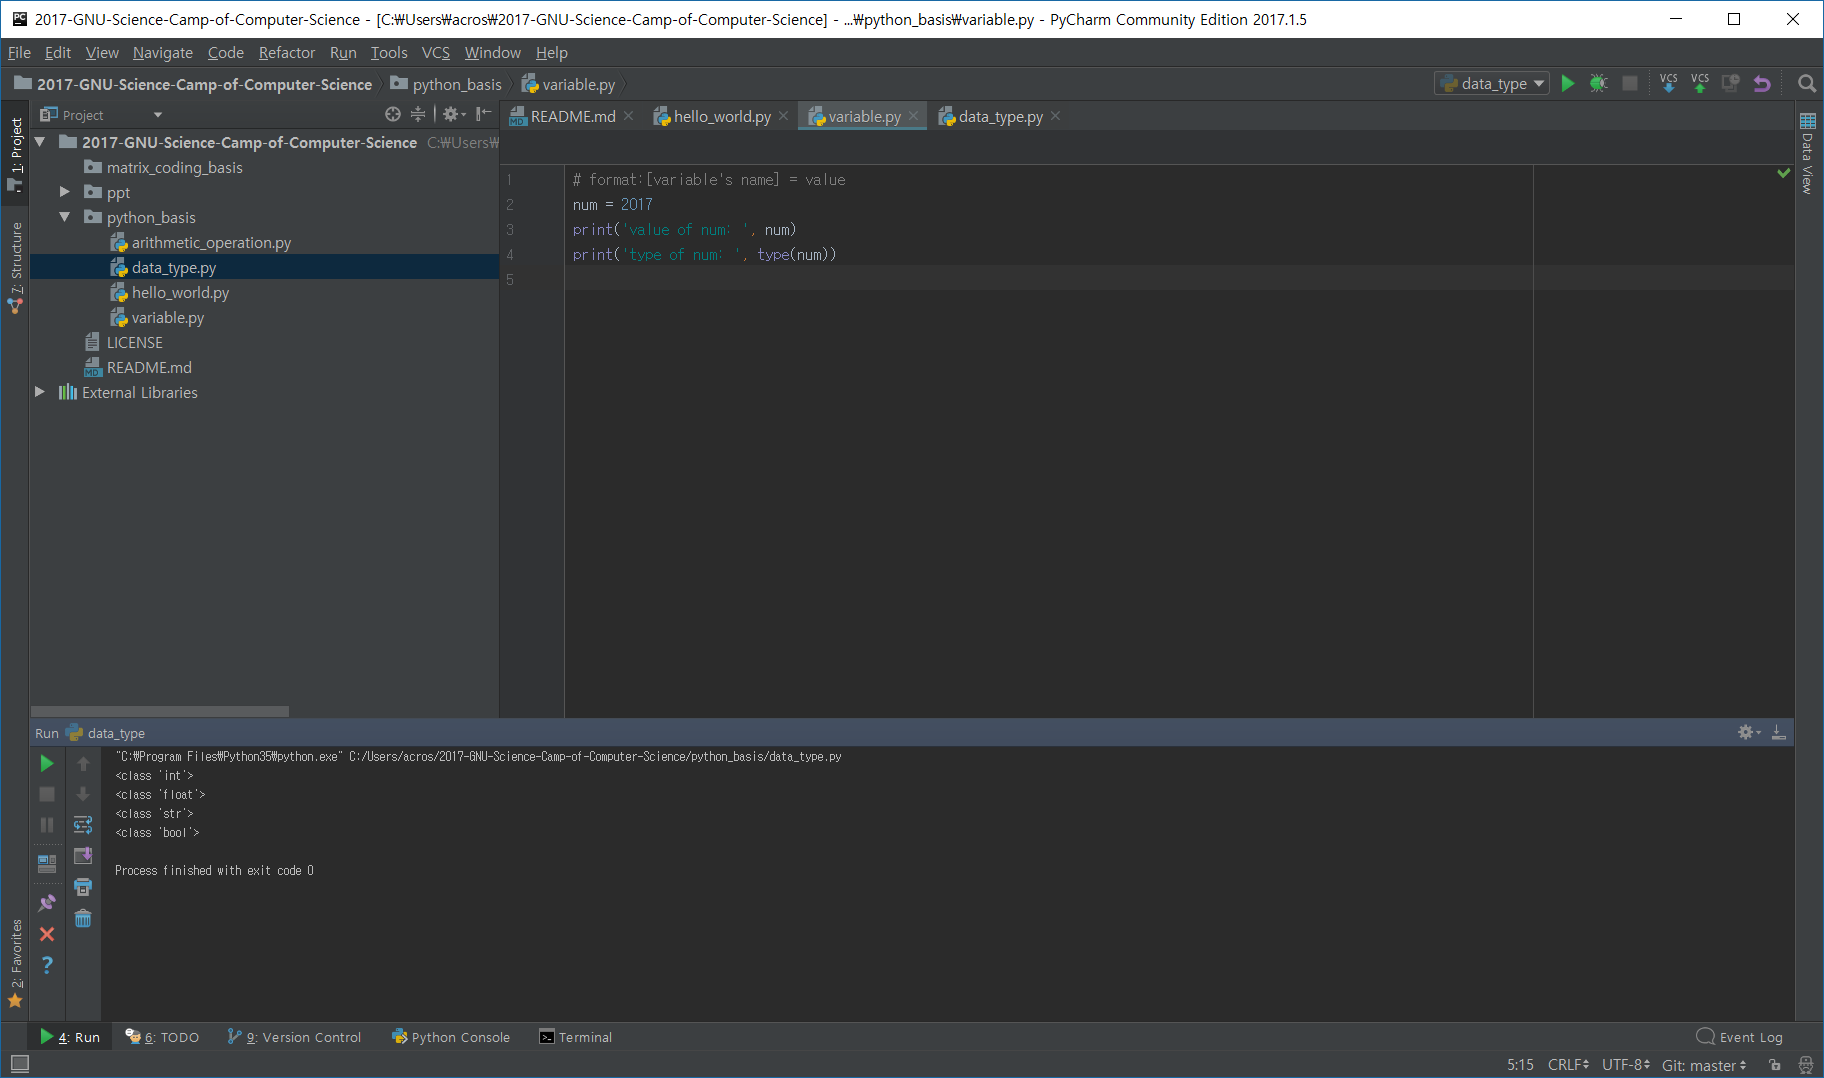 2017-GNU-Science-Camp-of-Computer-Science - [C:₩Users₩acros₩2017-GNU-Science-Camp-of-Computer-Science] - ...₩python_basis₩variable.py - PyCharm Community Edition 2017.1.5
File Edit View Navigate Code Refactor Run Tools VCS Window Help
2017-GNU-Science-Camp-of-Computer-Science python_basis variable.py
data_type VCS VCS
Project
README.md hello_world.py variable.py data_type.py
1: Project
7: Structure
2: Favorites
Data View
2017-GNU-Science-Camp-of-Computer-Science C:₩Users₩
matrix_coding_basis
ppt
python_basis
arithmetic_operation.py
data_type.py
hello_world.py
variable.py
LICENSE
README.md
External Libraries
1 # format:[variable's name] = value
2 num = 2017
3 print('value of num: ', num)
4 print('type of num: ', type(num))
5
Run data_type
"C:₩Program Files₩Python35₩python.exe" C:/Users/acros/2017-GNU-Science-Camp-of-Computer-Science/python_basis/data_type.py
<class 'int'>
<class 'float'>
<class 'str'>
<class 'bool'>
Process finished with exit code 0
4: Run 6: TODO 9: Version Control Python Console Terminal Event Log
5:15 CRLF UTF-8 Git: master